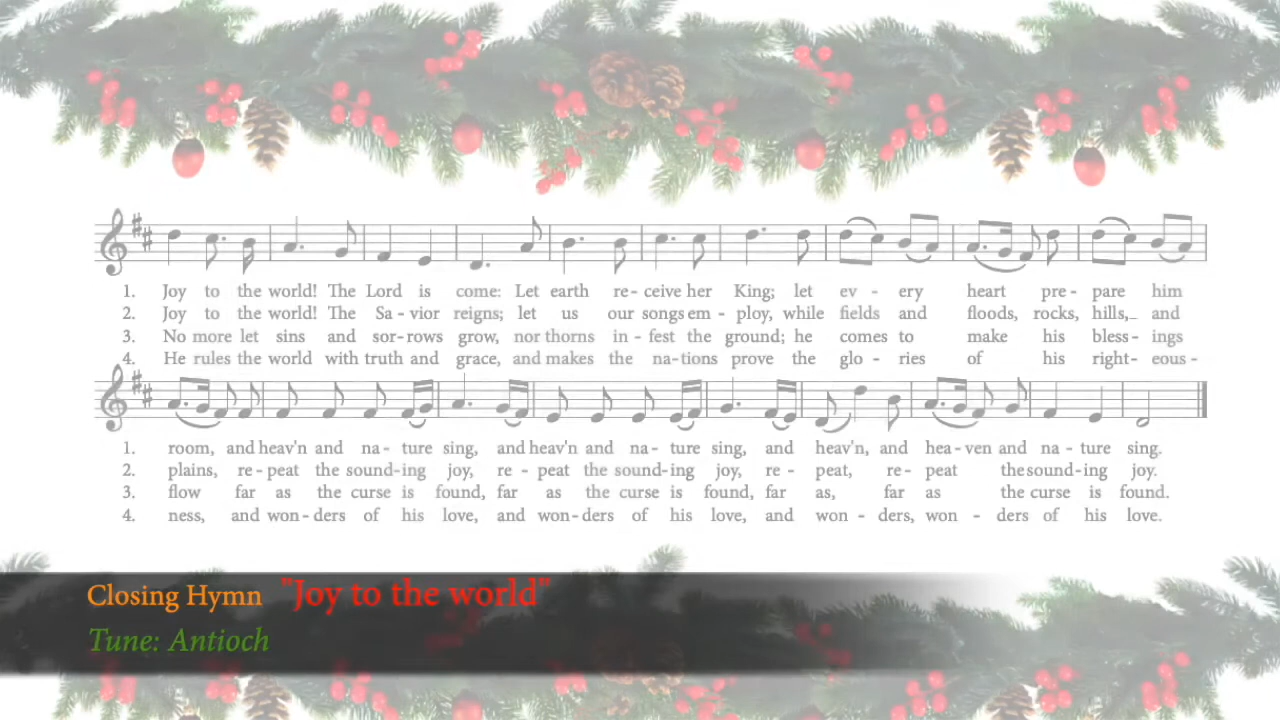 1. Joy to the world! The Lord is come: Let earth re - ceive her King; let ev - ery heart pre - pare him
2. Joy to the world! The Sa - vior reigns; let us our songs em - ploy, while fields and floods, rocks, hills,_ and
3. No more let sins and sor - rows grow, nor thorns in - fest the ground; he comes to make his bless - ings
4. He rules the world with truth and grace, and makes the na - tions prove the glo - ries of his right - eous -
1. room, and heav'n and na - ture sing, and heav'n and na - ture sing, and heav'n, and hea - ven and na - ture sing.
2. plains, re - peat the sound - ing joy, re - peat the sound - ing joy, re - peat, re - peat the sound - ing joy.
3. flow far as the curse is found, far as the curse is found, far as, far as the curse is found.
4. ness, and won - ders of his love, and won - ders of his love, and won - ders, won - ders of his love.
Closing Hymn "Joy to the world"
Tune: Antioch